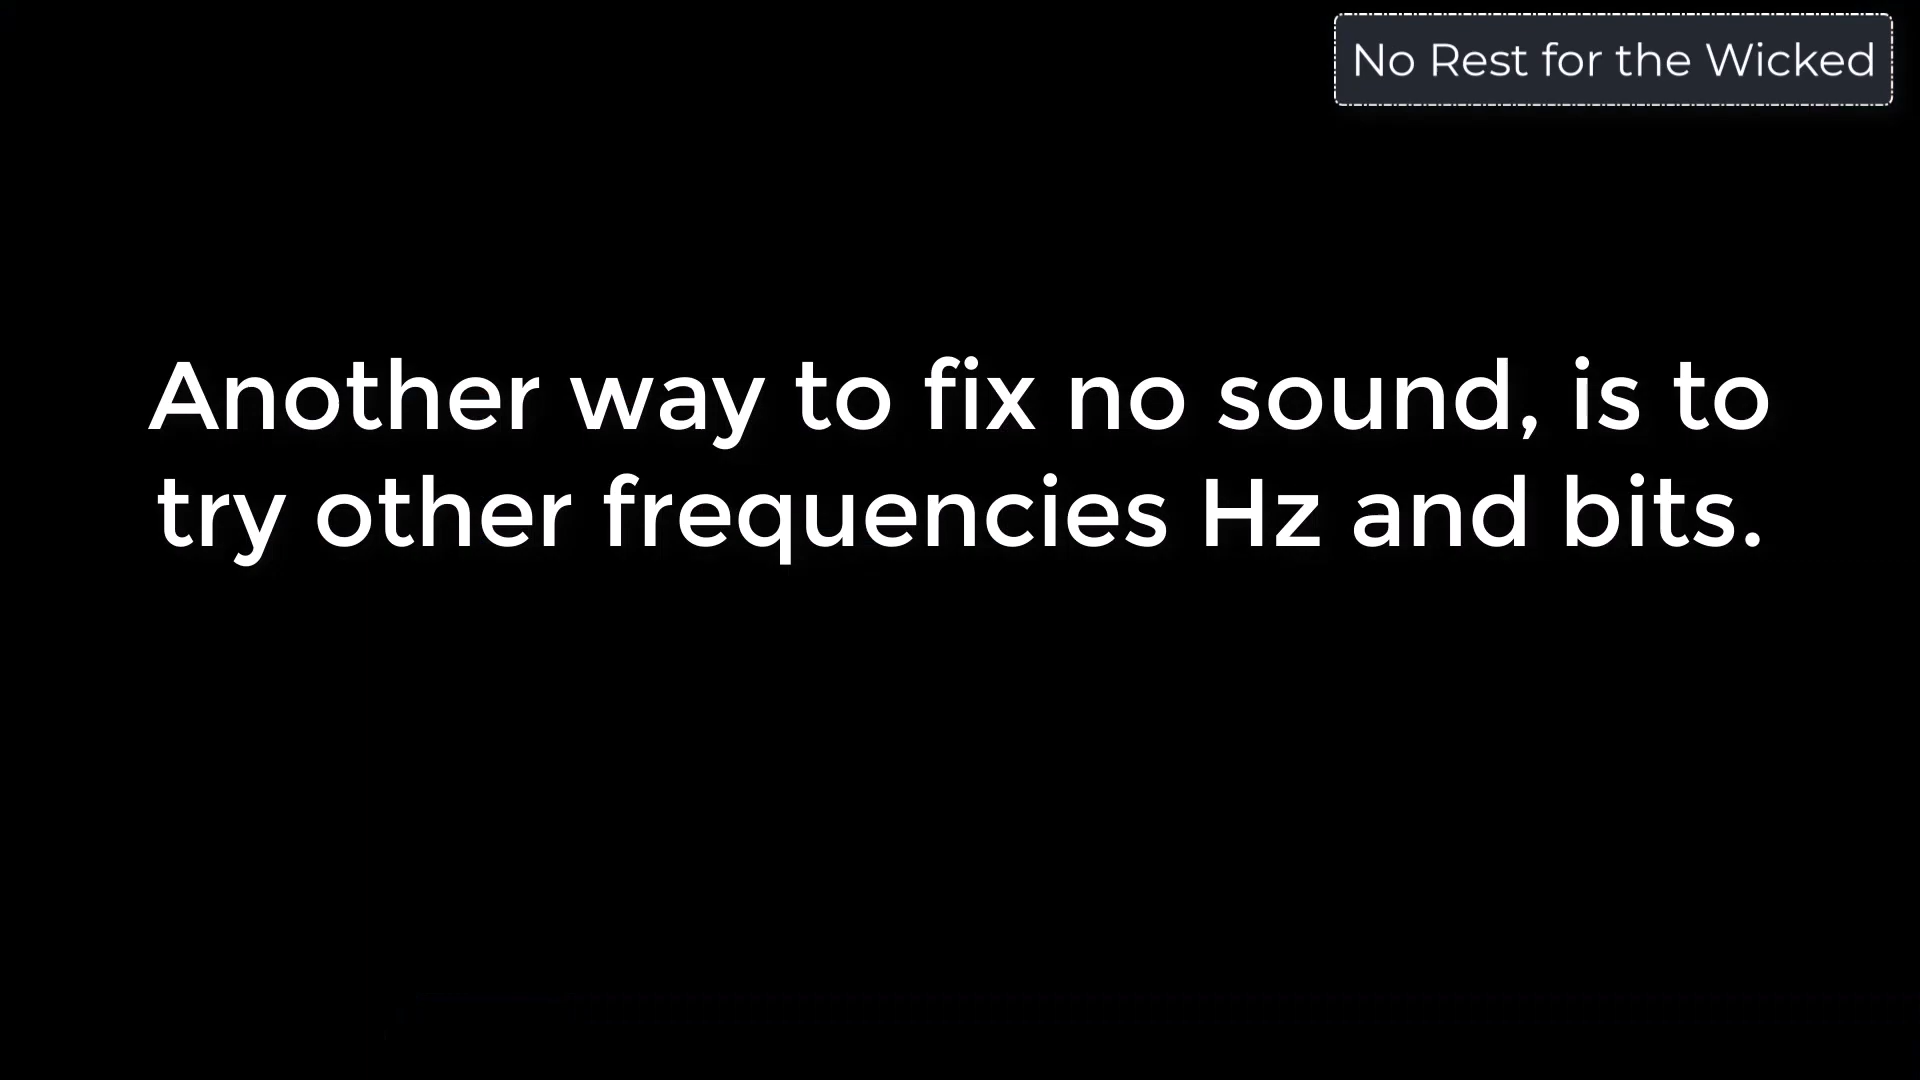 No Rest for the Wicked
Another way to fix no sound, is to
try other frequencies Hz and bits.